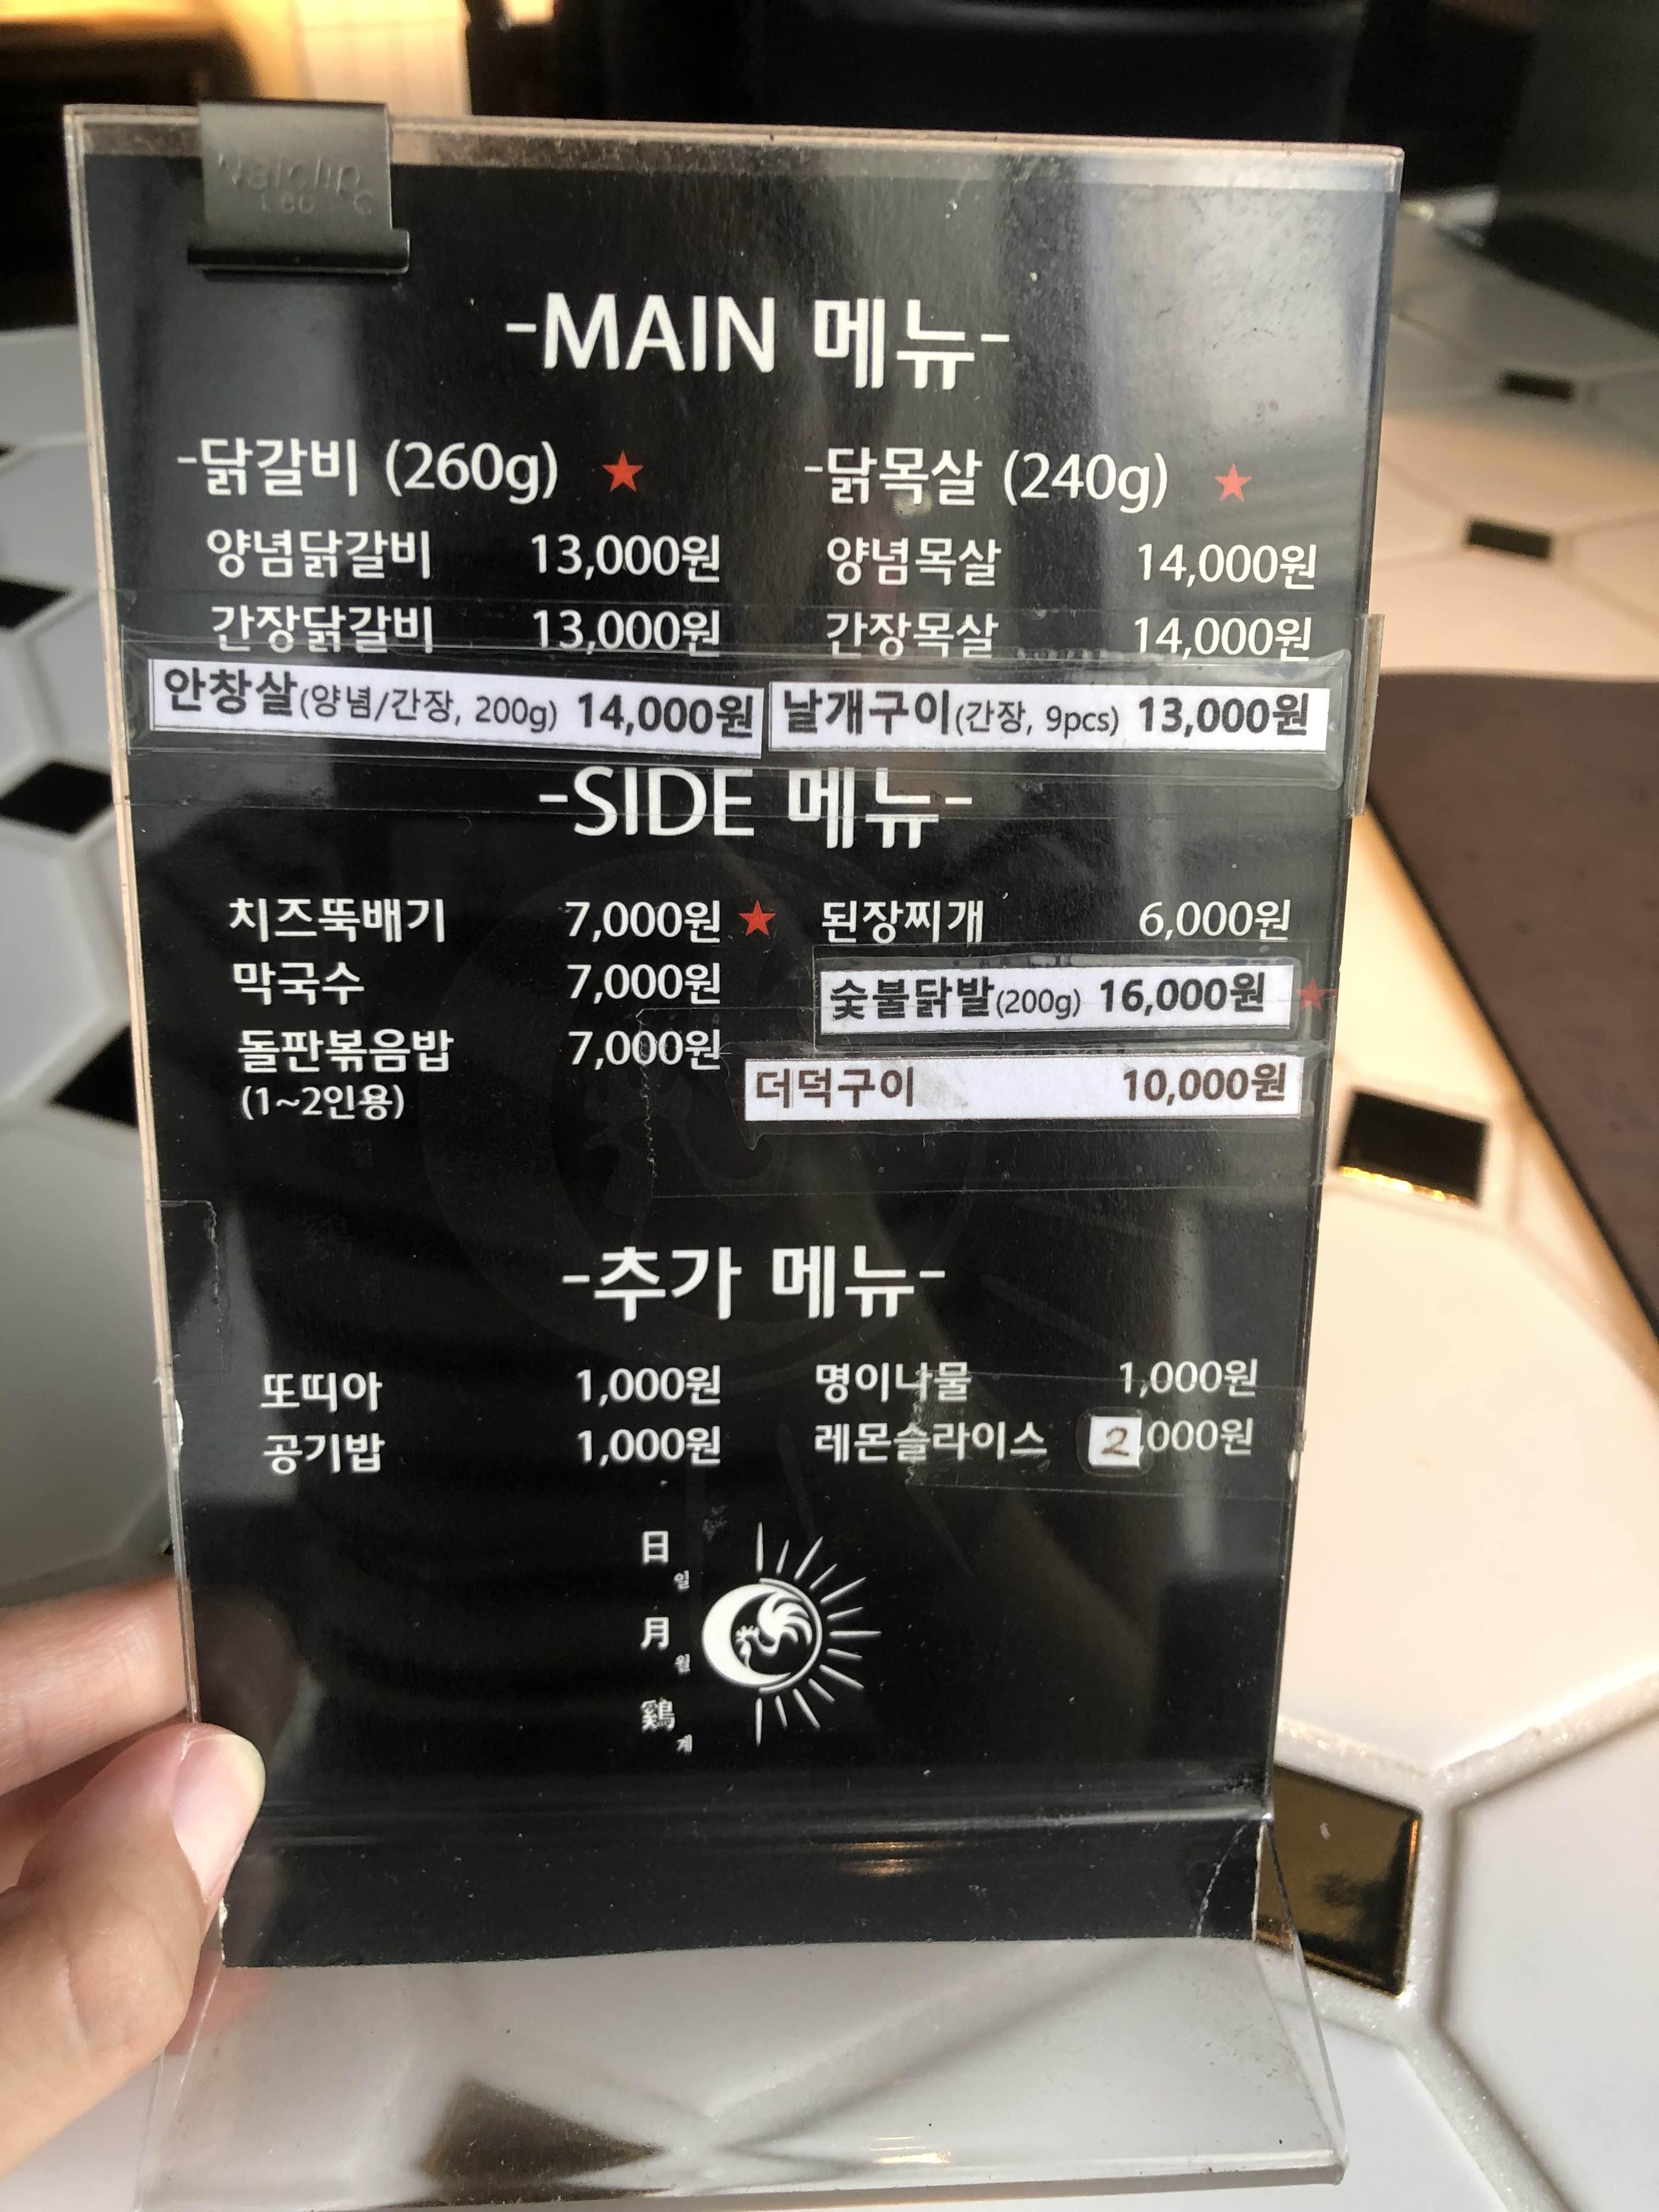 -MAIN 메뉴-
-닭갈비 (260g) ★
양념닭갈비 13,000원
간장닭갈비 13,000원
안창살(양념/간장, 200g) 14,000원
-닭목살 (240g) ★
양념목살 14,000원
간장목살 14,000원
날개구이(간장, 9pcs) 13,000원
-SIDE 메뉴-
치즈뚝배기 7,000원 ★
막국수 7,000원
돌판볶음밥 7,000원
(1~2인용)
된장찌개 6,000원
숯불닭발(200g) 16,000원 ★
더덕구이 10,000원
-추가 메뉴-
또띠아 1,000원
공기밥 1,000원
명이나물 1,000원
레몬슬라이스 2,000원
日일
月월
鷄계